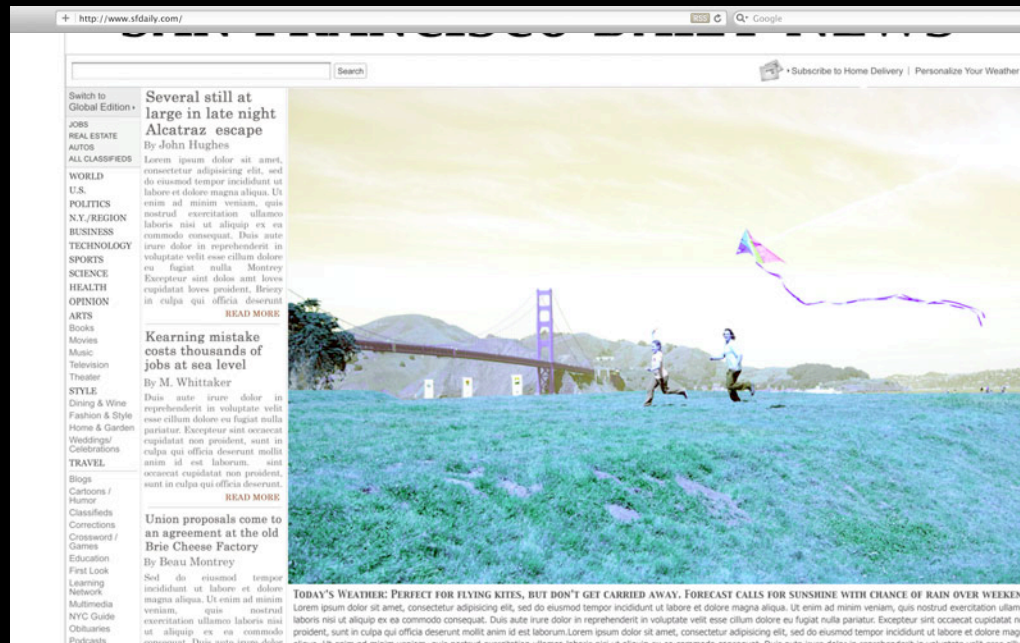 http://www.sfdaily.com/
RSS
Google
SAN FRANCISCO DAILY NEWS
Search
Subscribe to Home Delivery | Personalize Your Weather
Switch to
Global Edition
JOBS
REAL ESTATE
AUTOS
ALL CLASSIFIEDS
WORLD
U.S.
POLITICS
N.Y./REGION
BUSINESS
TECHNOLOGY
SPORTS
SCIENCE
HEALTH
OPINION
ARTS
Books
Movies
Music
Television
Theater
STYLE
Dining & Wine
Fashion & Style
Home & Garden
Weddings/
Celebrations
TRAVEL
Blogs
Cartoons /
Humor
Classifieds
Corrections
Crossword /
Games
Education
First Look
Learning
Network
Multimedia
NYC Guide
Obituaries
Podcasts
Several still at
large in late night
Alcatraz escape
By John Hughes
Lorem ipsum dolor sit amet,
consectetur adipisicing elit, sed
do eiusmod tempor incididunt ut
labore et dolore magna aliqua. Ut
enim ad minim veniam, quis
nostrud exercitation ullamco
laboris nisi ut aliquip ex ea
commodo consequat. Duis aute
irure dolor in reprehenderit in
voluptate velit esse cillum dolore
eu fugiat nulla Montrey
Excepteur sint dolos amt loves
cupidatat loves proident, Briezy
in culpa qui officia deserunt
READ MORE
Kearning mistake
costs thousands of
jobs at sea level
By M. Whittaker
Duis aute irure dolor in
reprehenderit in voluptate velit
esse cillum dolore eu fugiat nulla
pariatur. Excepteur sint occaecat
cupidatat non proident, sunt in
culpa qui officia deserunt mollit
anim id est laborum. sint
occaecat cupidatat non proident,
sunt in culpa qui officia deserunt.
READ MORE
Union proposals come to
an agreement at the old
Brie Cheese Factory
By Beau Montrey
Sed do eiusmod tempor
incididunt ut labore et dolore
magna aliqua. Ut enim ad minim
veniam, quis nostrud
exercitation ullamco laboris nisi
ut aliquip ex ea commodo
TODAY'S WEATHER: PERFECT FOR FLYING KITES, BUT DON'T GET CARRIED AWAY. FORECAST CALLS FOR SUNSHINE WITH CHANCE OF RAIN OVER WEEKEN
Lorem ipsum dolor sit amet, consectetur adipisicing elit, sed do eiusmod tempor incididunt ut labore et dolore magna aliqua. Ut enim ad minim veniam, quis nostrud exercitation ullam
laboris nisi ut aliquip ex ea commodo consequat. Duis aute irure dolor in reprehenderit in voluptate velit esse cillum dolore eu fugiat nulla pariatur. Excepteur sint occaecat cupidatat no
proident, sunt in culpa qui officia deserunt mollit anim id est laborum.Lorem ipsum dolor sit amet, consectetur adipisicing elit, sed do eiusmod tempor incididunt ut labore et dolore mag